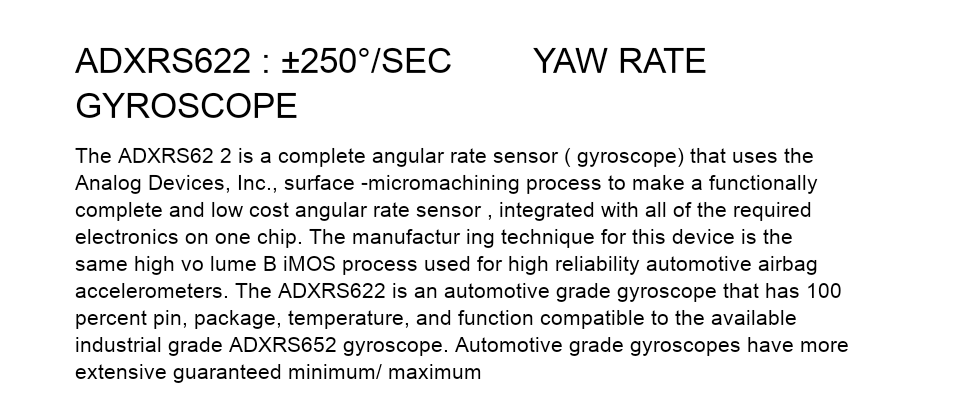 ADXRS622 : ±250°/SEC YAW RATE
GYROSCOPE
The ADXRS62 2 is a complete angular rate sensor ( gyroscope) that uses the
Analog Devices, Inc., surface -micromachining process to make a functionally
complete and low cost angular rate sensor , integrated with all of the required
electronics on one chip. The manufactur ing technique for this device is the
same high vo lume B iMOS process used for high reliability automotive airbag
accelerometers. The ADXRS622 is an automotive grade gyroscope that has 100
percent pin, package, temperature, and function compatible to the available
industrial grade ADXRS652 gyroscope. Automotive grade gyroscopes have more
extensive guaranteed minimum/ maximum